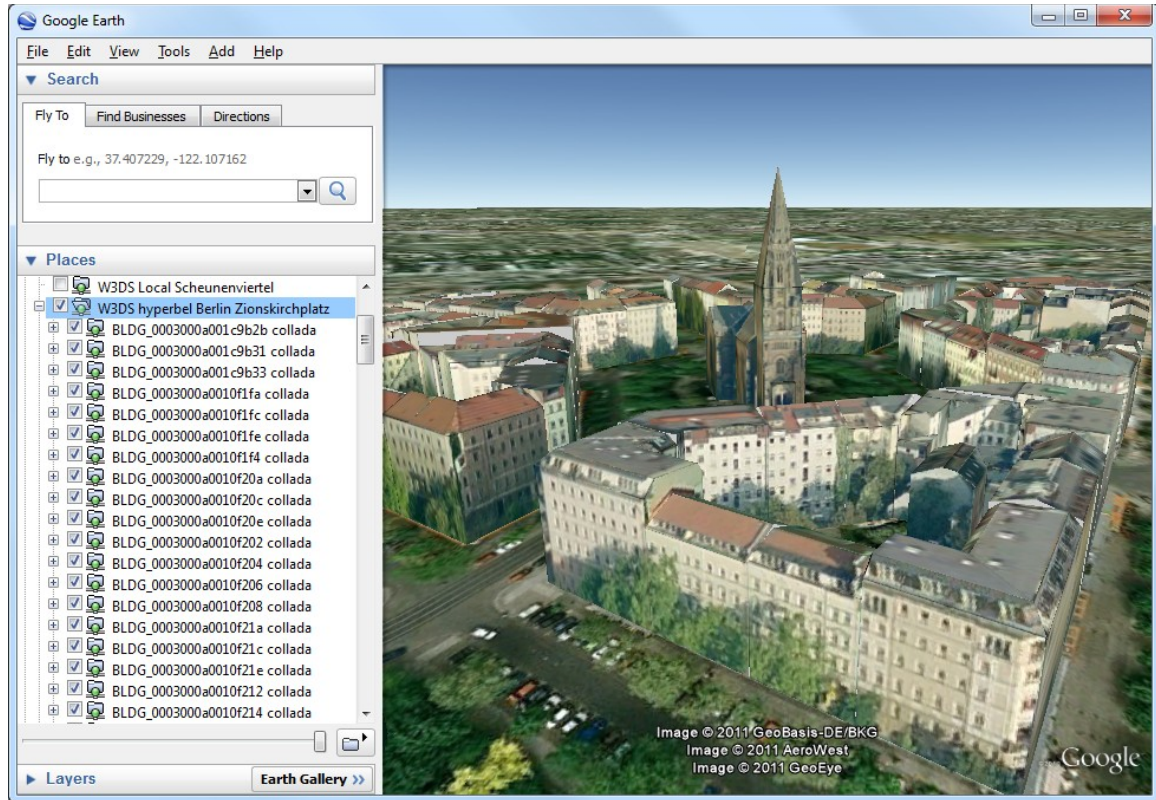 Google Earth
File Edit View Tools Add Help
Search
Fly To Find Businesses Directions
Fly to e.g., 37.407229, -122.107162
Places
W3DS Local Scheunenviertel
W3DS hyperbel Berlin Zionskirchplatz
BLDG_0003000a001c9b2b collada
BLDG_0003000a001c9b31 collada
BLDG_0003000a001c9b33 collada
BLDG_0003000a0010f1fa collada
BLDG_0003000a0010f1fc collada
BLDG_0003000a0010f1fe collada
BLDG_0003000a0010f1f4 collada
BLDG_0003000a0010f20a collada
BLDG_0003000a0010f20c collada
BLDG_0003000a0010f20e collada
BLDG_0003000a0010f202 collada
BLDG_0003000a0010f204 collada
BLDG_0003000a0010f206 collada
BLDG_0003000a0010f208 collada
BLDG_0003000a0010f21a collada
BLDG_0003000a0010f21c collada
BLDG_0003000a0010f21e collada
BLDG_0003000a0010f212 collada
BLDG_0003000a0010f214 collada
Layers
Earth Gallery >>
Image © 2011 GeoBasis-DE/BKG
Image © 2011 AeroWest
Image © 2011 GeoEye
Google